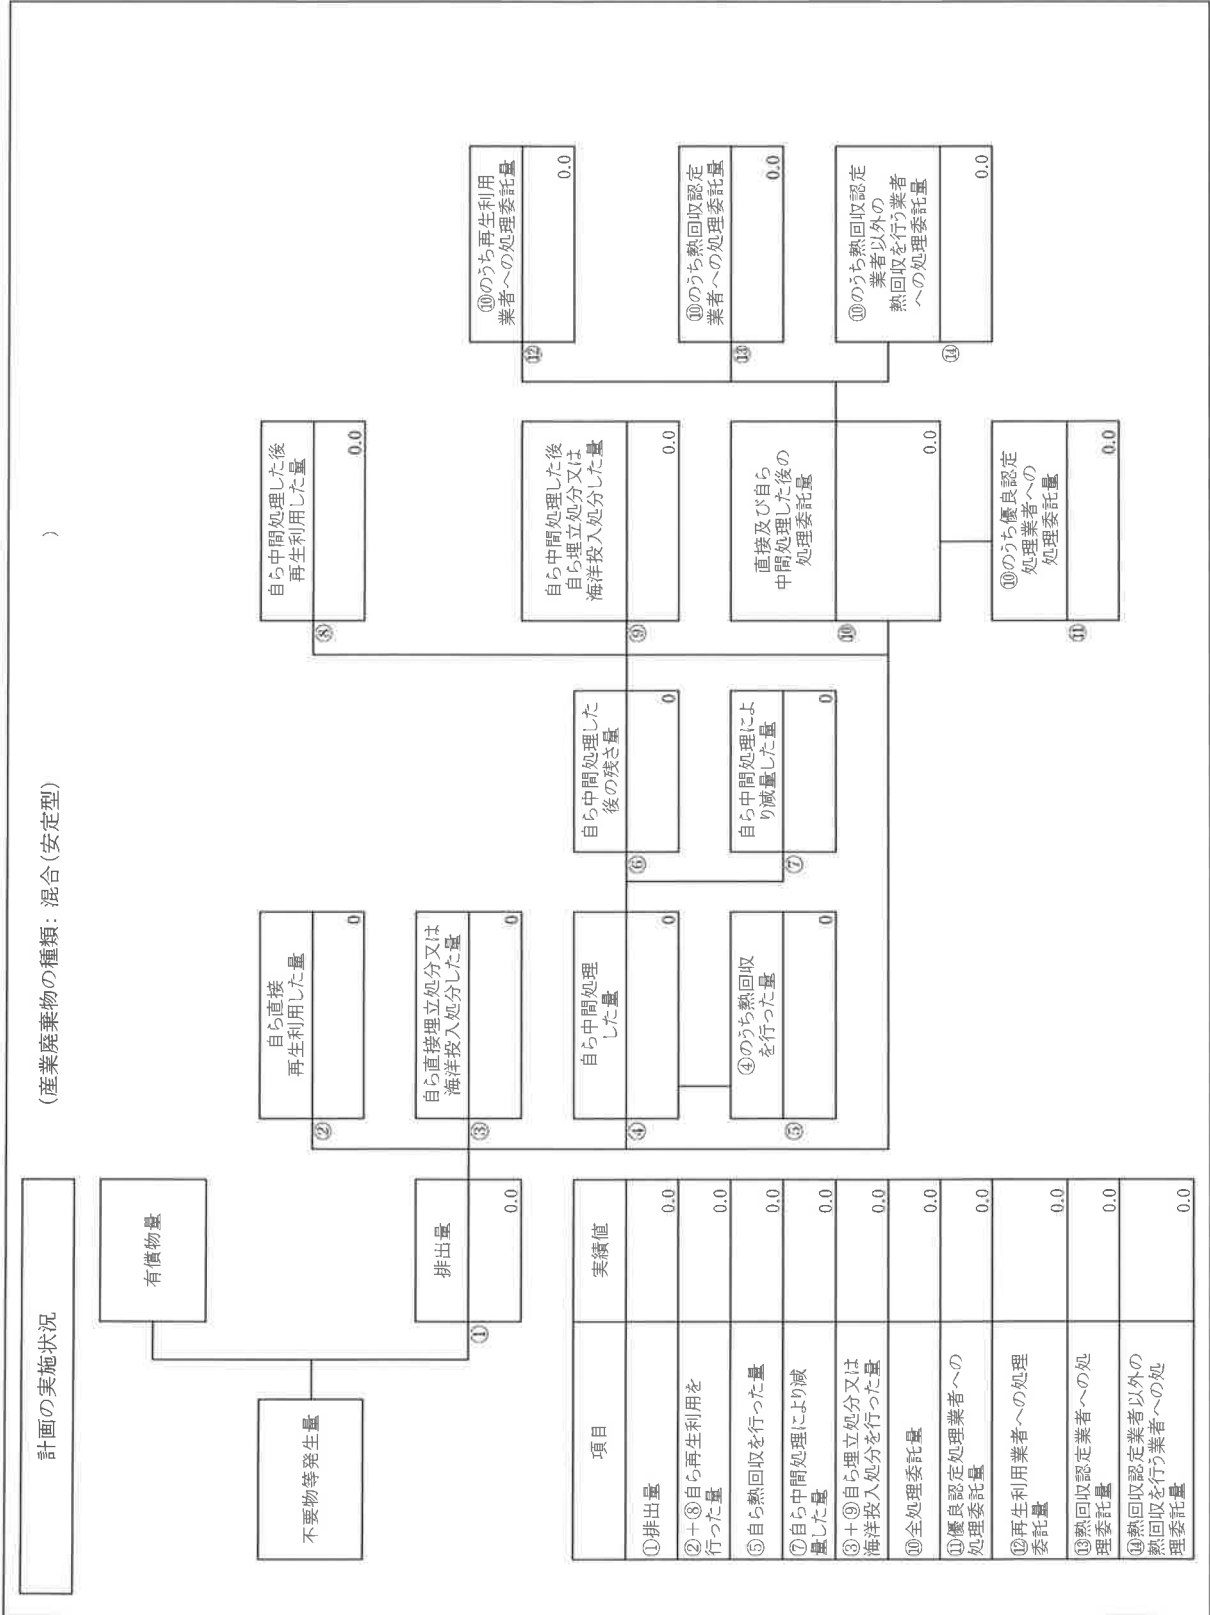 計画の実施状況
(産業廃棄物の種類: 混合(安定型)
)
不要物等発生量
有償物量
排出量
①
0.0
自ら直接
再生利用した量
②
0
自ら直接埋立処分又は
海洋投入処分した量
③
0
自ら中間処理
した量
④
0
④のうち熱回収
を行った量
⑤
0
自ら中間処理した
後の残さ量
⑥
0
自ら中間処理によ
り減量した量
⑦
0
自ら中間処理した後
再生利用した量
⑧
0.0
自ら中間処理した後
自ら埋立処分又は
海洋投入処分した量
⑨
0.0
直接及び自ら
中間処理した後の
処理委託量
⑩
0.0
⑩のうち優良認定
処理業者への
処理委託量
⑪
0.0
⑩のうち再生利用
業者への処理委託量
⑫
0.0
⑩のうち熱回収認定
業者への処理委託量
⑬
0.0
⑩のうち熱回収認定
業者以外の
熱回収を行う業者
への処理委託量
⑭
0.0
項目 実績値
①排出量 0.0
②+⑧自ら再生利用を
行った量 0.0
⑤自ら熱回収を行った量 0.0
⑦自ら中間処理により減
量した量 0.0
③+⑨自ら埋立処分又は
海洋投入処分を行った量 0.0
⑩全処理委託量 0.0
⑪優良認定処理業者への
処理委託量 0.0
⑫再生利用業者への処理
委託量 0.0
⑬熱回収認定業者への処
理委託量 0.0
⑭熱回収認定業者以外の
熱回収を行う業者への処
理委託量 0.0